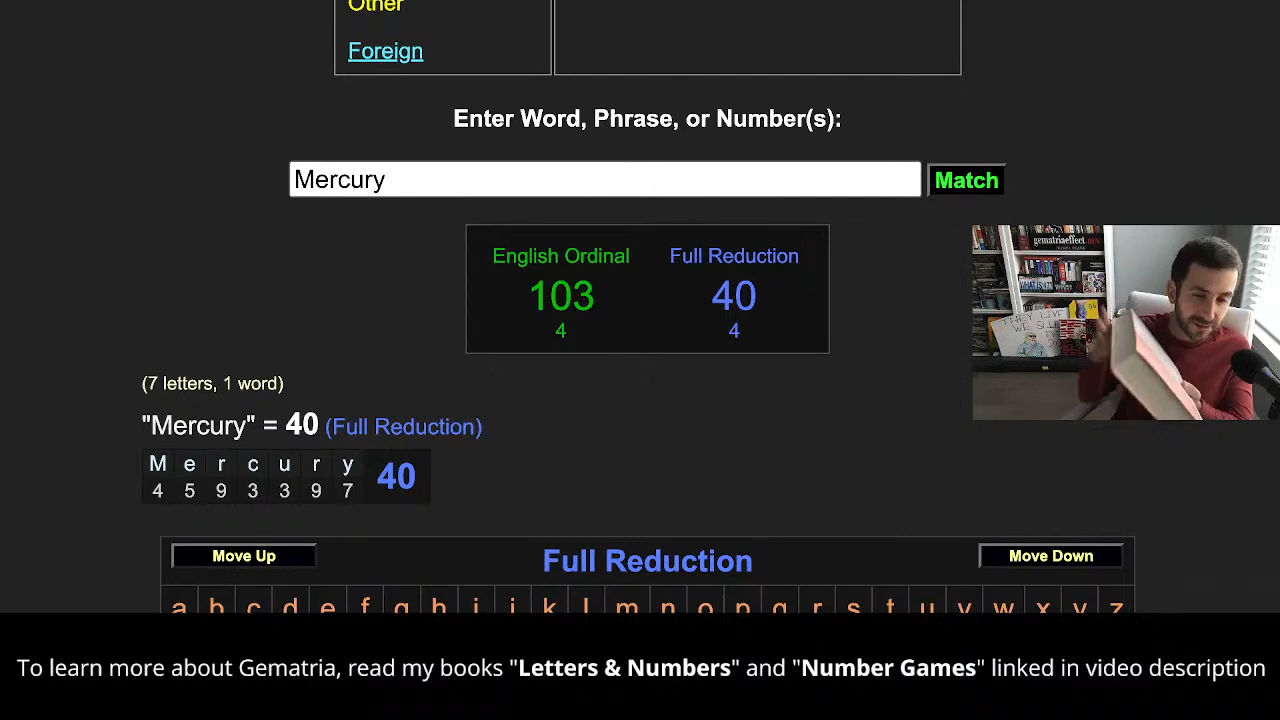 Other
Foreign
Enter Word, Phrase, or Number(s):
Mercury Match
English Ordinal Full Reduction
103 40
4 4
gematriaeffect.news
(7 letters, 1 word)
"Mercury" = 40 (Full Reduction)
M e r c u r y 40
4 5 9 3 3 9 7
Move Up Full Reduction Move Down
a b c d e f g h i j k l m n o p q r s t u v w x y z
To learn more about Gematria, read my books "Letters & Numbers" and "Number Games" linked in video description